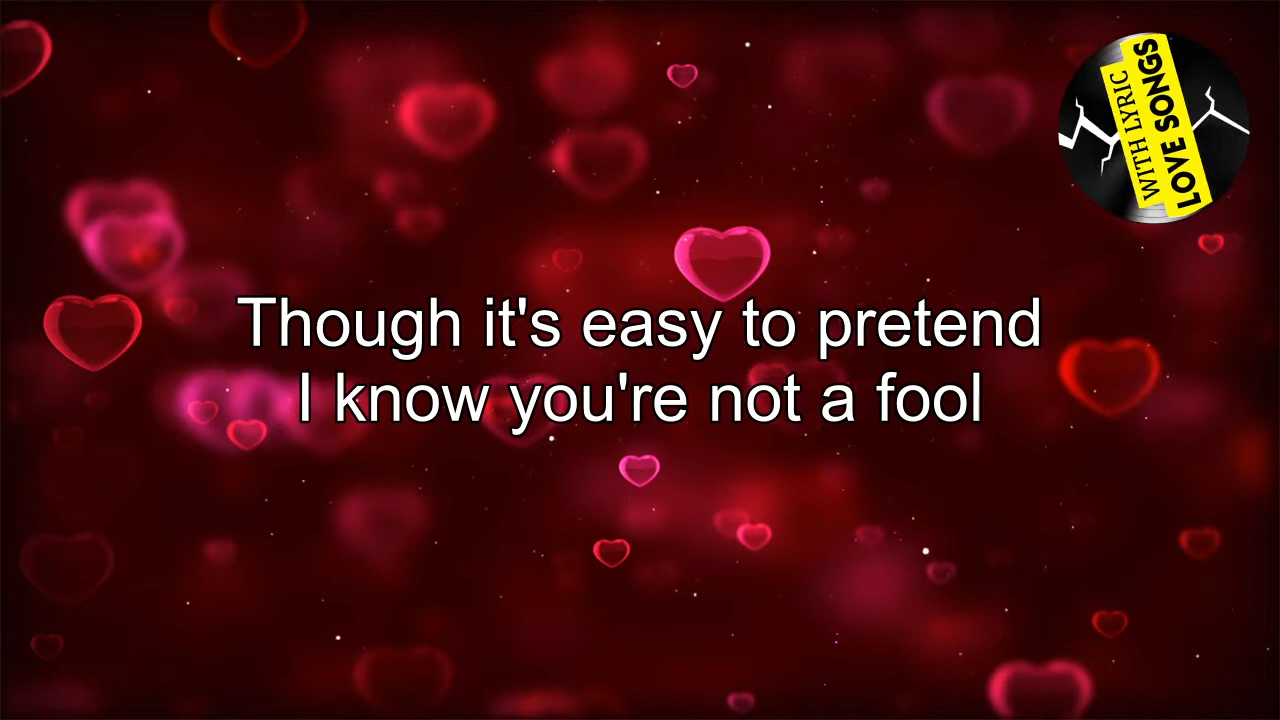 Though it's easy to pretend
I know you're not a fool
WITH LYRIC
LOVE SONGS